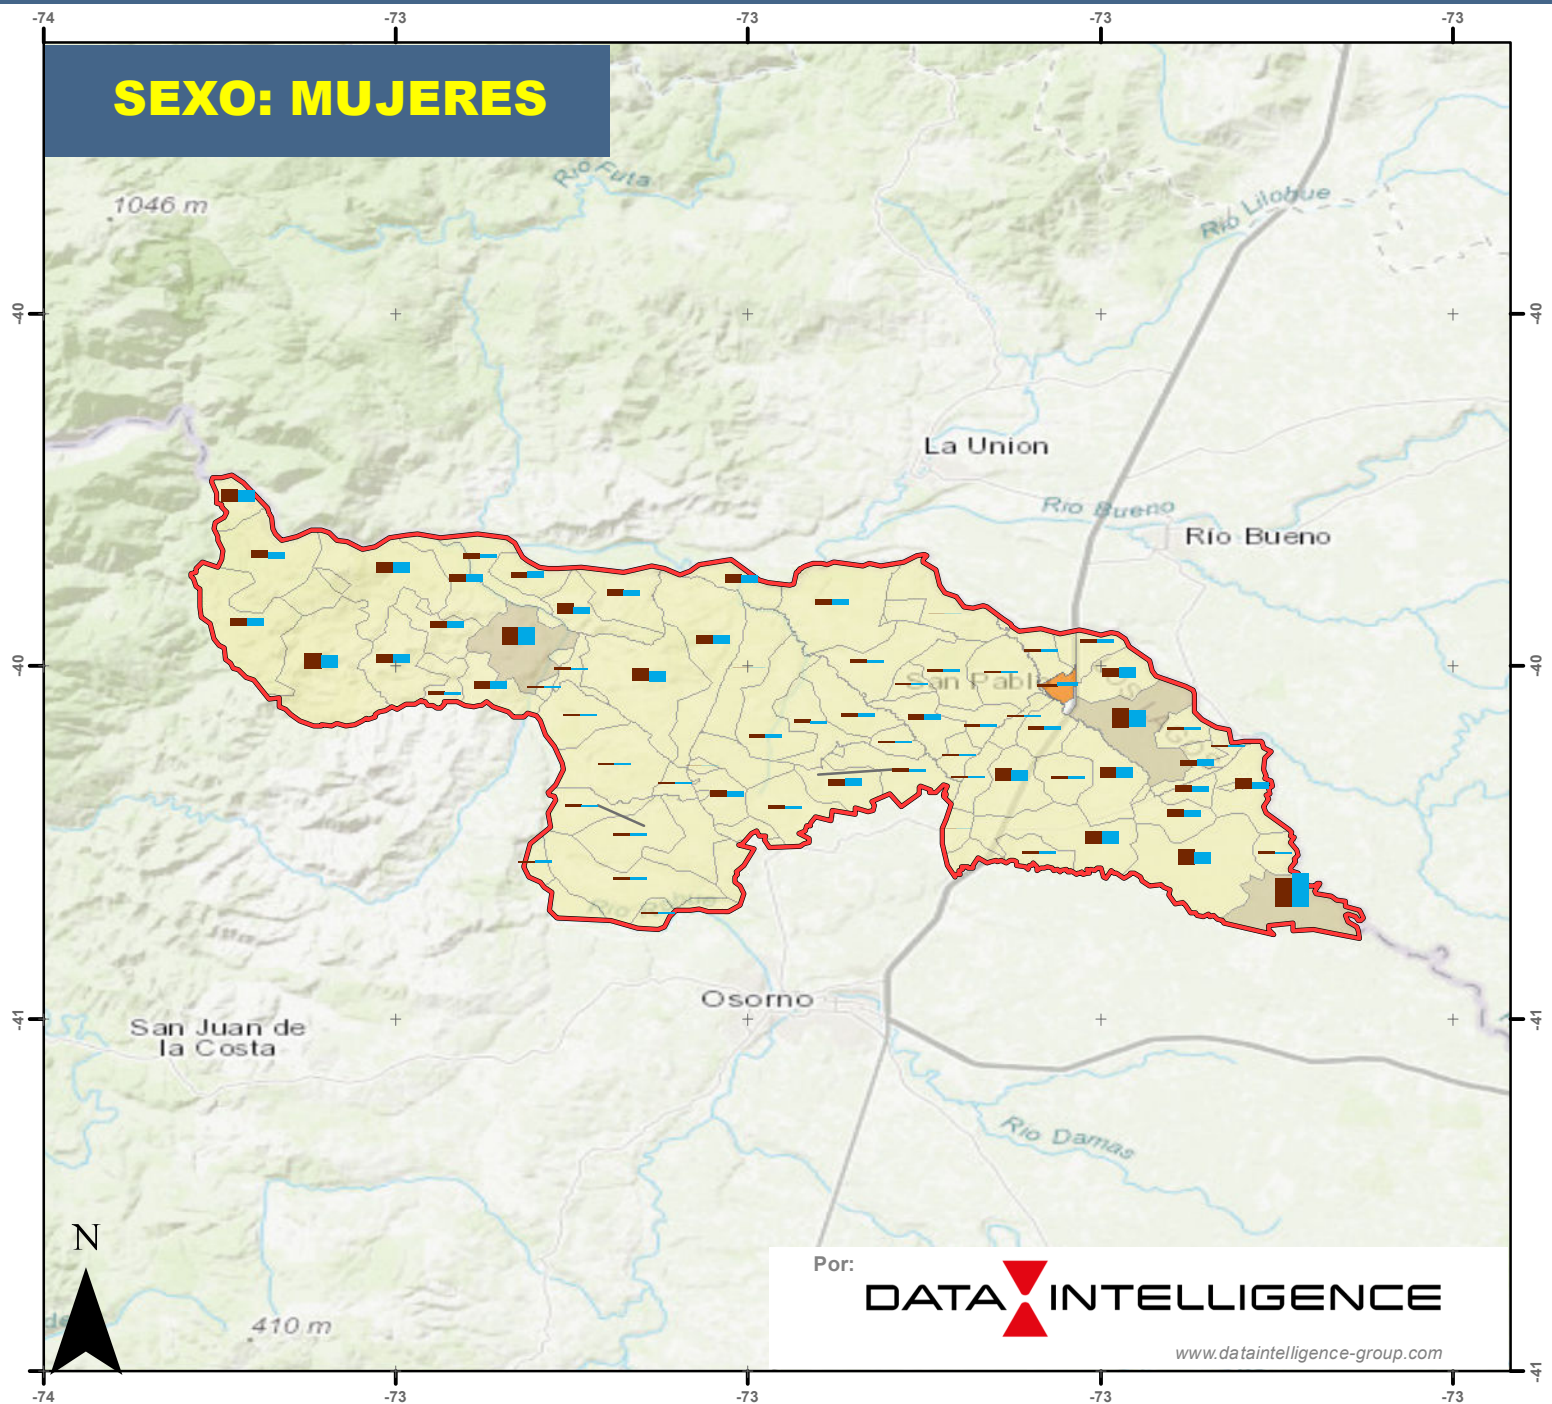 -74
-73
-73
-73
-73
SEXO: MUJERES
Rio Futa
1046 m
Rio Lilobue
-40
-40
La Union
Rio Bueno
Río Bueno
-40
-40
San Pablo
Osorno
-41
-41
San Juan de
la Costa
Rio Damas
N
Por:
DATA INTELLIGENCE
410 m
de
www.dataintelligence-group.com
-41
-74
-73
-73
-73
-73